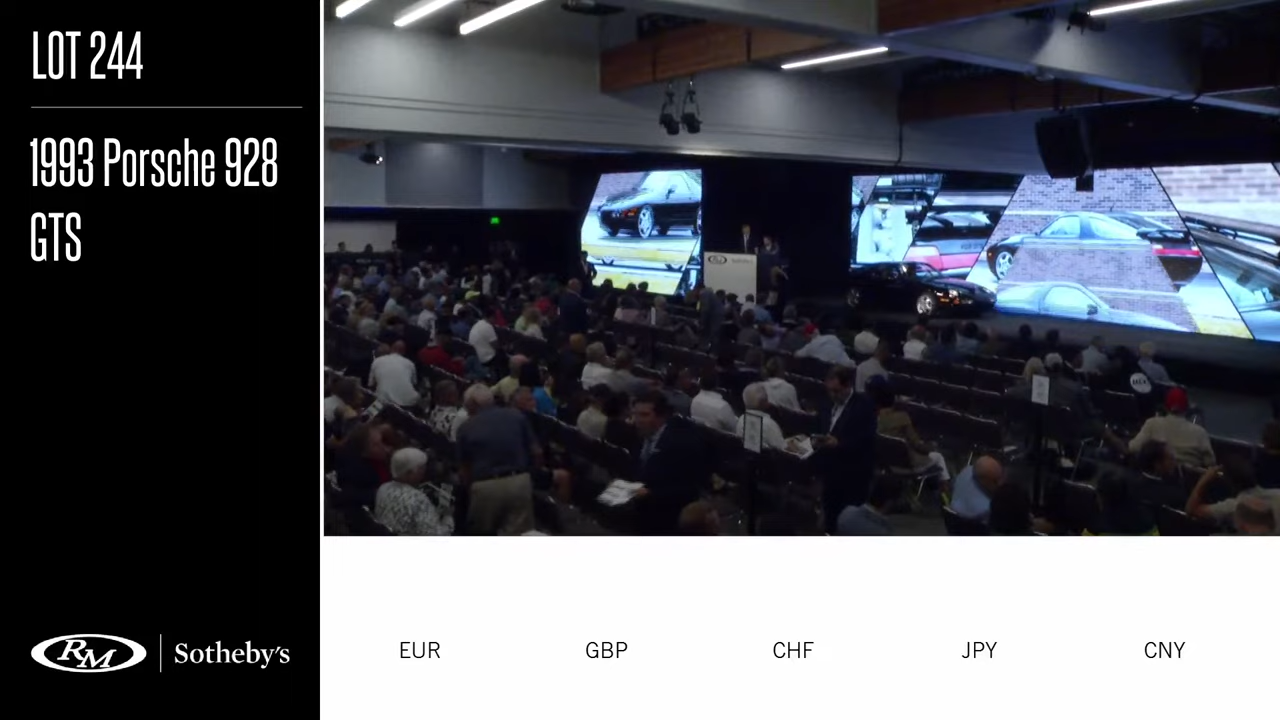 LOT 244
1993 Porsche 928
GTS
RM
Sotheby's
EUR
GBP
CHF
JPY
CNY